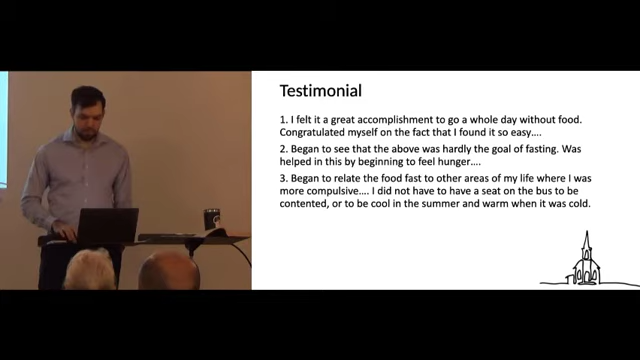 Testimonial
1. I felt it a great accomplishment to go a whole day without food.
Congratulated myself on the fact that I found it so easy....
2. Began to see that the above was hardly the goal of fasting. Was
helped in this by beginning to feel hunger....
3. Began to relate the food fast to other areas of my life where I was
more compulsive.... I did not have to have a seat on the bus to be
contented, or to be cool in the summer and warm when it was cold.